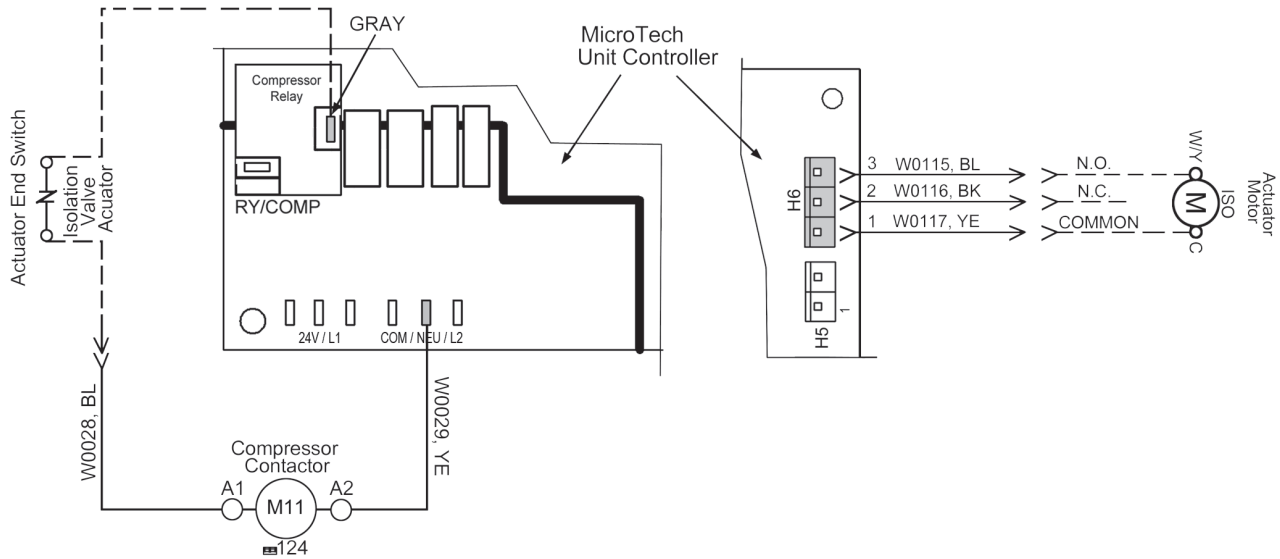 GRAY
MicroTech
Unit Controller
Compressor
Relay
RY/COMP
Actuator End Switch
Isolation
Valve
Actuator
24V / L1
COM / NEU / L2
W0028, BL
W0029, YE
Compressor
Contactor
A1
M11
A2
124
H6
3
W0115, BL
N.O.
2
W0116, BK
N.C.
1
W0117, YE
COMMON
H5
1
W/Y
M
ISO
C
Actuator
Motor